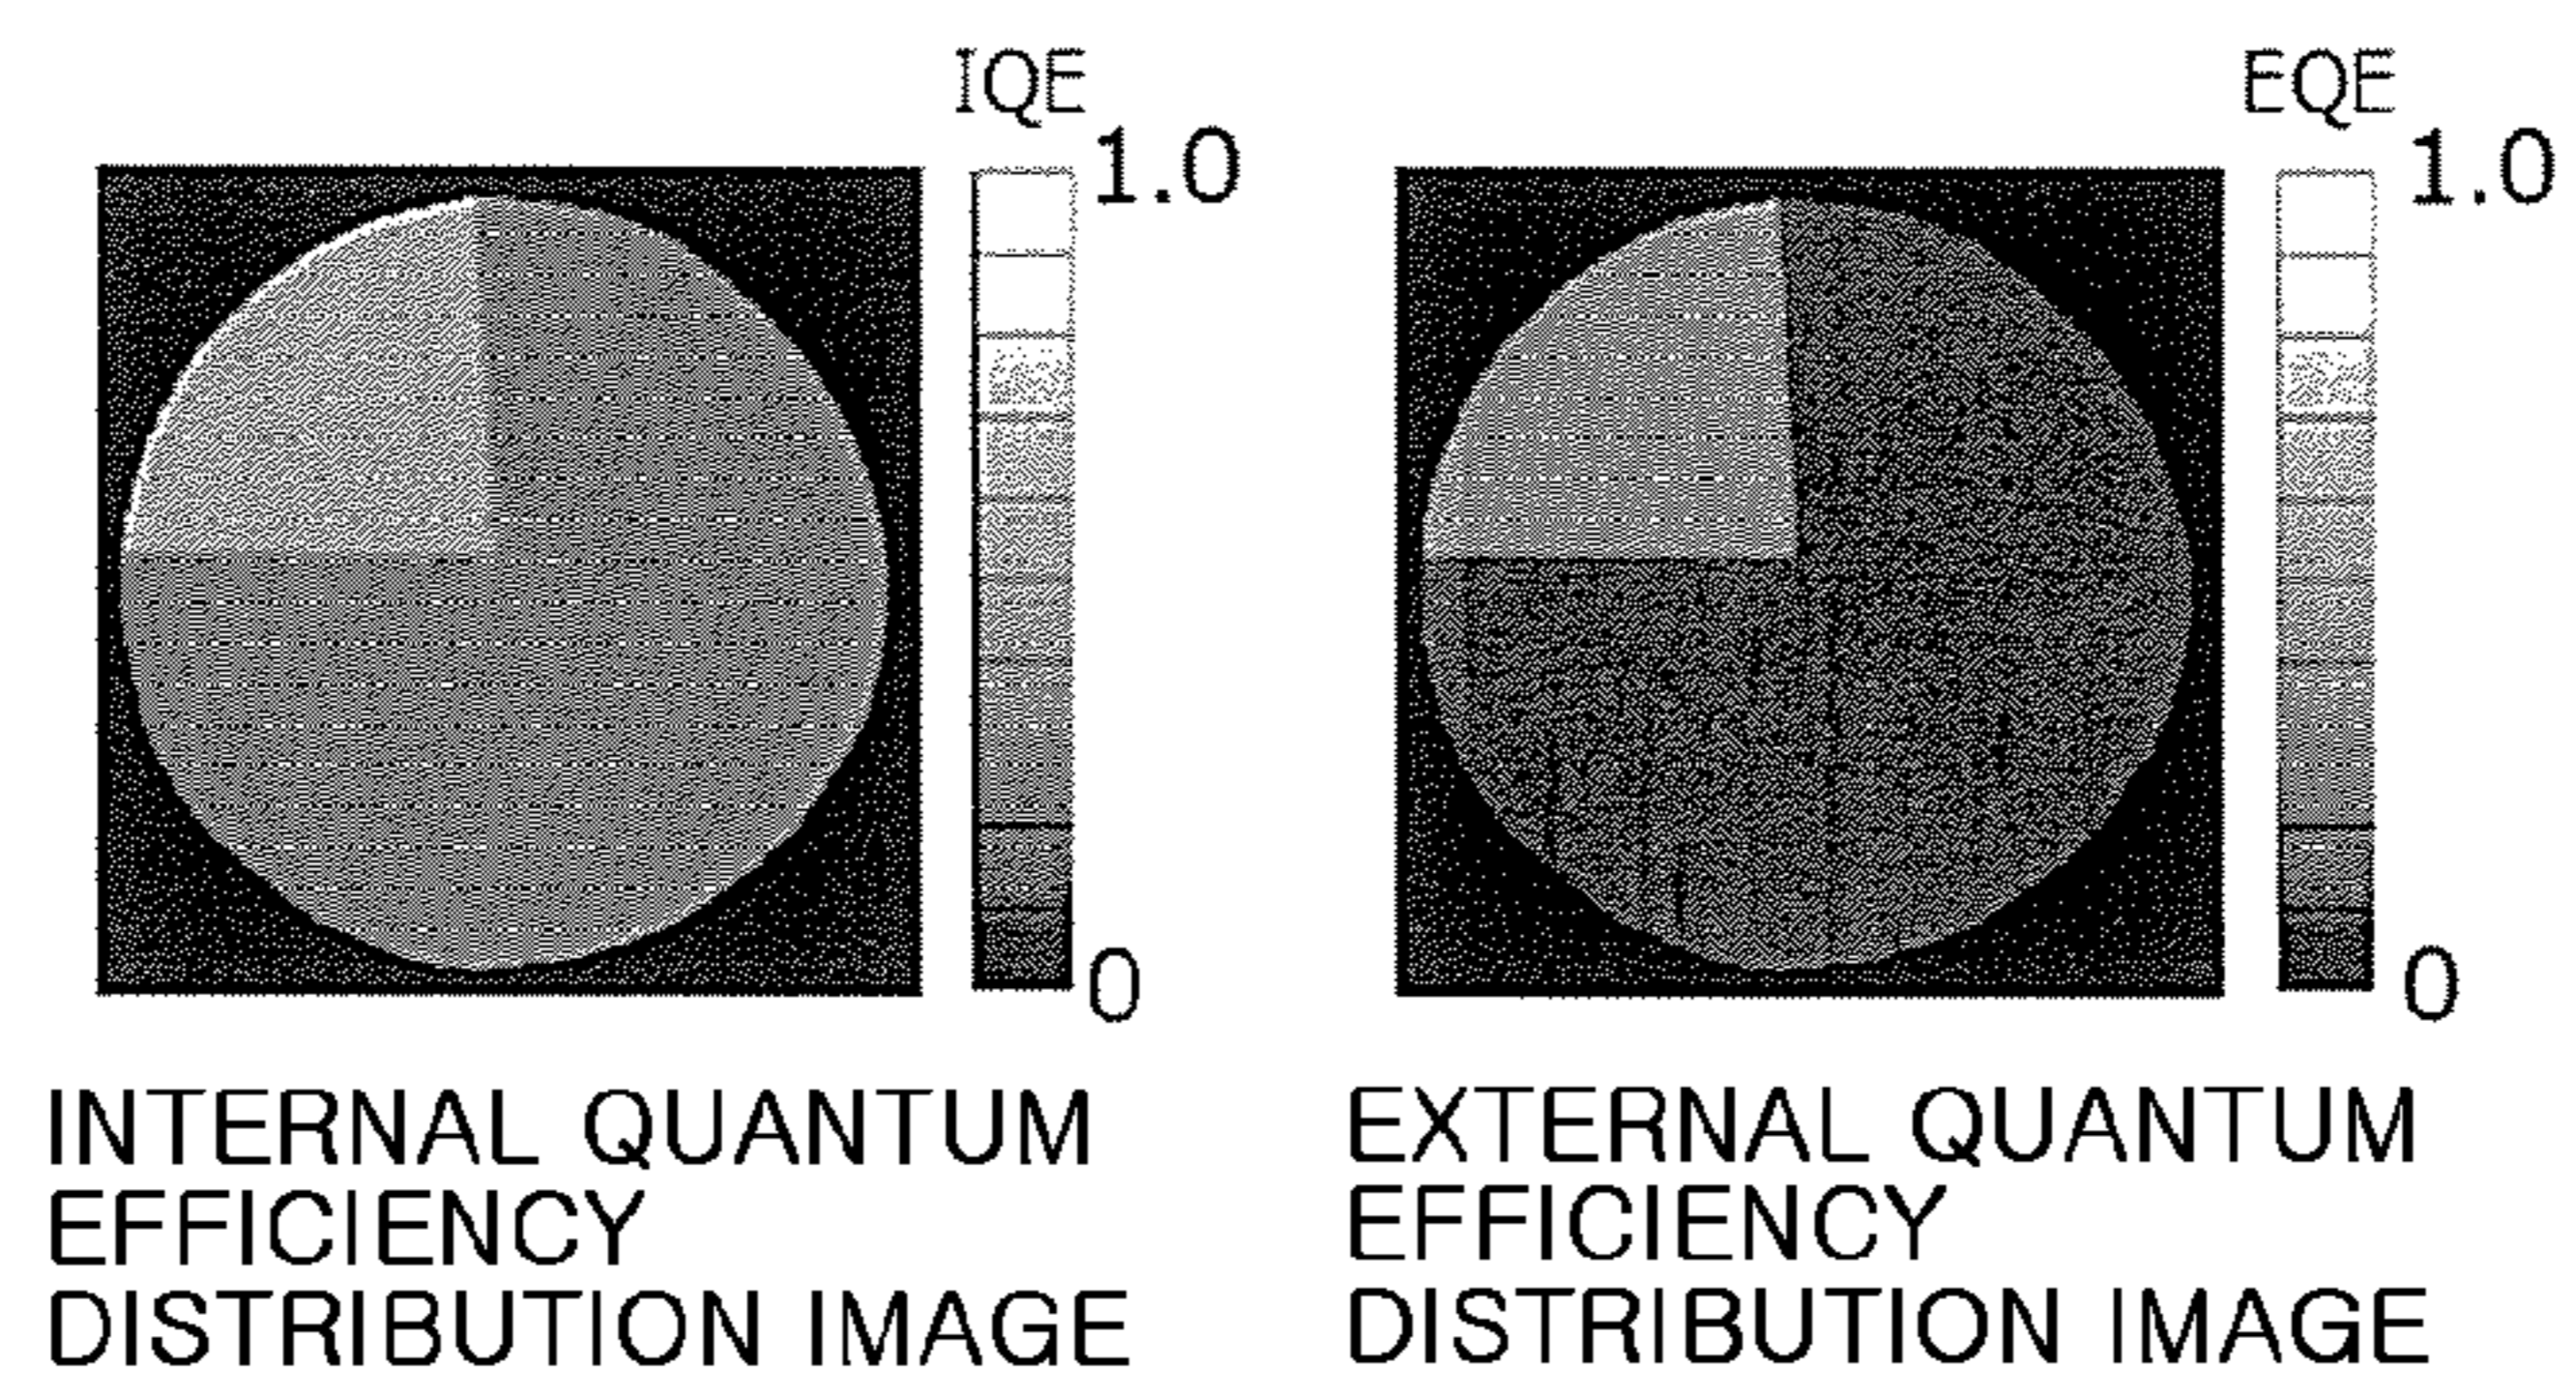 IQE
1.0
0
INTERNAL QUANTUM
EFFICIENCY
DISTRIBUTION IMAGE
EQE
1.0
0
EXTERNAL QUANTUM
EFFICIENCY
DISTRIBUTION IMAGE